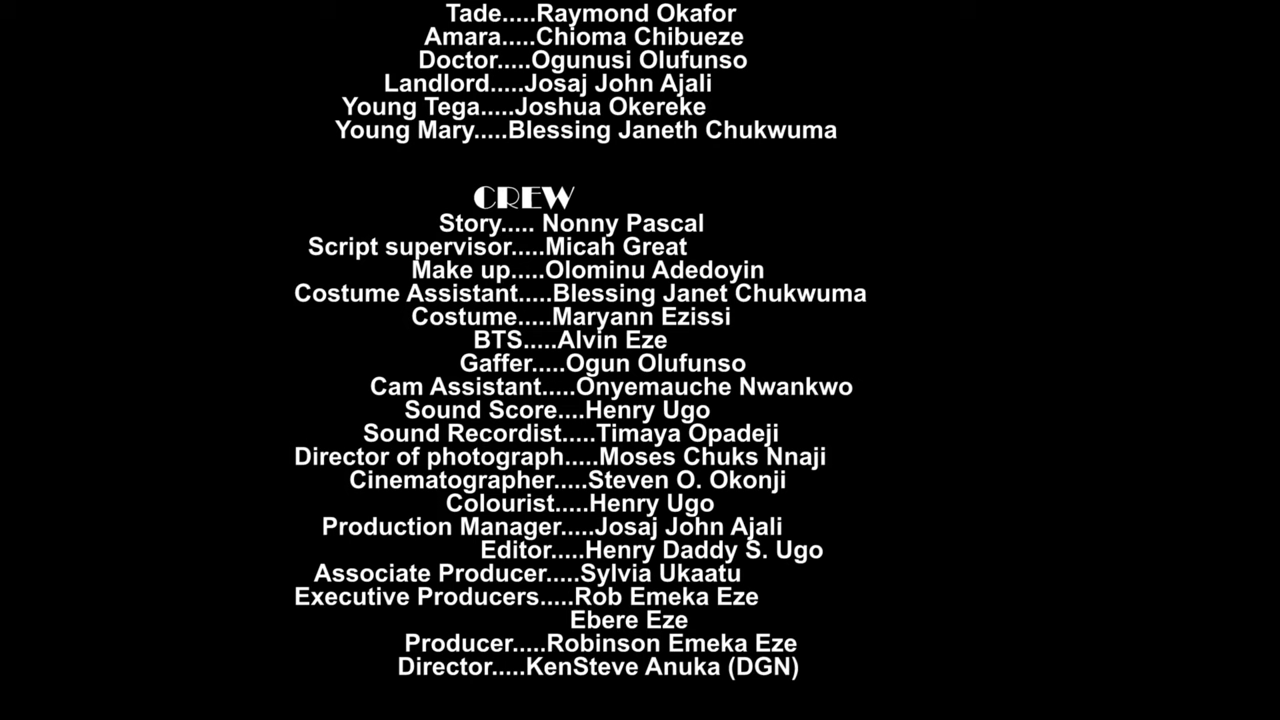 Tade.....Raymond Okafor
Amara.....Chioma Chibueze
Doctor.....Ogunusi Olufunso
Landlord.....Josaj John Ajali
Young Tega.....Joshua Okereke
Young Mary.....Blessing Janeth Chukwuma
CREW
Story..... Nonny Pascal
Script supervisor.....Micah Great
Make up.....Olominu Adedoyin
Costume Assistant.....Blessing Janet Chukwuma
Costume.....Maryann Ezissi
BTS.....Alvin Eze
Gaffer.....Ogun Olufunso
Cam Assistant.....Onyemauche Nwankwo
Sound Score....Henry Ugo
Sound Recordist.....Timaya Opadeji
Director of photograph.....Moses Chuks Nnaji
Cinematographer.....Steven O. Okonji
Colourist.....Henry Ugo
Production Manager.....Josaj John Ajali
Editor.....Henry Daddy S. Ugo
Associate Producer.....Sylvia Ukaatu
Executive Producers.....Rob Emeka Eze
Ebere Eze
Producer.....Robinson Emeka Eze
Director.....KenSteve Anuka (DGN)